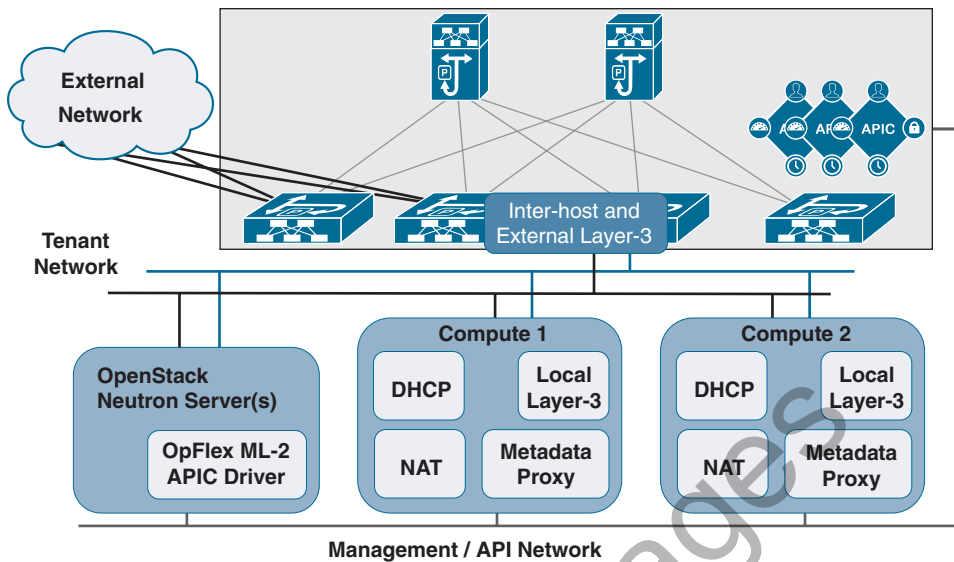 External
Network
P
P
A
AP
APIC
P
P
Inter-host and
External Layer-3
Tenant
Network
Compute 1
Compute 2
OpenStack
Neutron Server(s)
OpFlex ML-2
APIC Driver
DHCP
Local
Layer-3
NAT
Metadata
Proxy
DHCP
Local
Layer-3
NAT
Metadata
Proxy
Management / API Network
ages